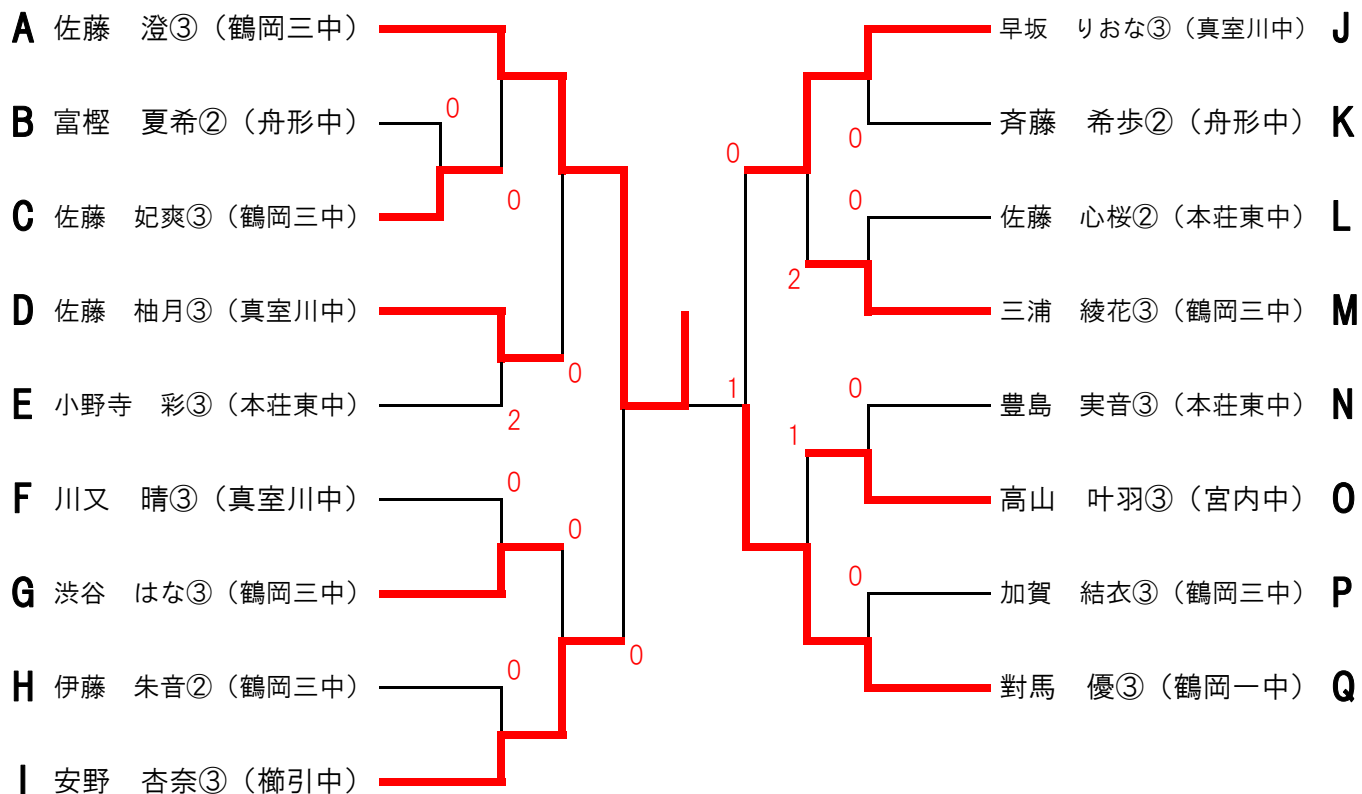 A 佐藤 澄③（鶴岡三中）
B 富樫 夏希②（舟形中）
C 佐藤 妃爽③（鶴岡三中）
D 佐藤 柚月③（真室川中）
E 小野寺 彩③（本荘東中）
F 川又 晴③（真室川中）
G 渋谷 はな③（鶴岡三中）
H 伊藤 朱音②（鶴岡三中）
I 安野 杏奈③（櫛引中）
0
0
0
2
0
0
0
0
0
1
0
0
2
0
1
0
早坂 りおな③（真室川中） J
斉藤 希歩②（舟形中） K
佐藤 心桜②（本荘東中） L
三浦 綾花③（鶴岡三中） M
豊島 実音③（本荘東中） N
高山 叶羽③（宮内中） O
加賀 結衣③（鶴岡三中） P
對馬 優③（鶴岡一中） Q